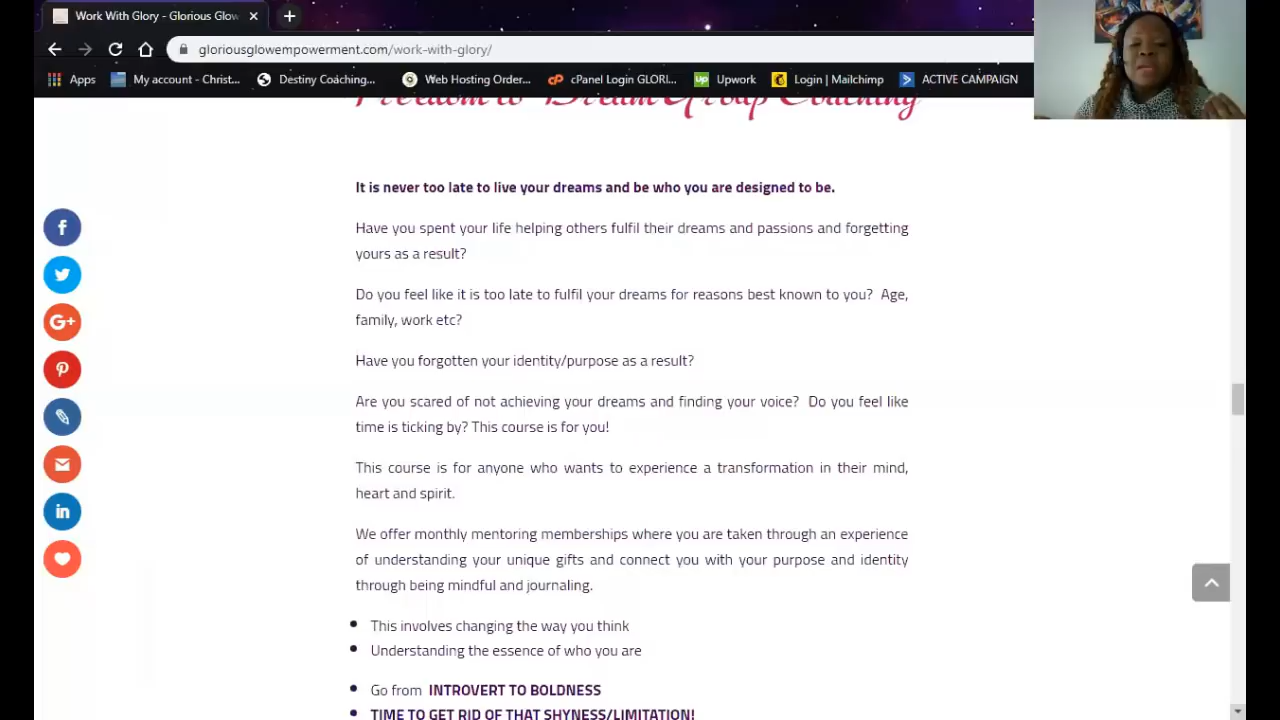 Work With Glory - Glorious Glow
gloriousglowempowerment.com/work-with-glory/
Apps
My account - Christ...
Destiny Coaching...
Web Hosting Order...
cPanel Login GLORI...
Upwork
Login | Mailchimp
ACTIVE CAMPAIGN
Freedom to Dream Group Coaching
It is never too late to live your dreams and be who you are designed to be.
Have you spent your life helping others fulfil their dreams and passions and forgetting
yours as a result?
Do you feel like it is too late to fulfil your dreams for reasons best known to you? Age,
family, work etc?
Have you forgotten your identity/purpose as a result?
Are you scared of not achieving your dreams and finding your voice? Do you feel like
time is ticking by? This course is for you!
This course is for anyone who wants to experience a transformation in their mind,
heart and spirit.
We offer monthly mentoring memberships where you are taken through an experience
of understanding your unique gifts and connect you with your purpose and identity
through being mindful and journaling.
This involves changing the way you think
Understanding the essence of who you are
Go from INTROVERT TO BOLDNESS
TIME TO GET RID OF THAT SHYNESS/LIMITATION!